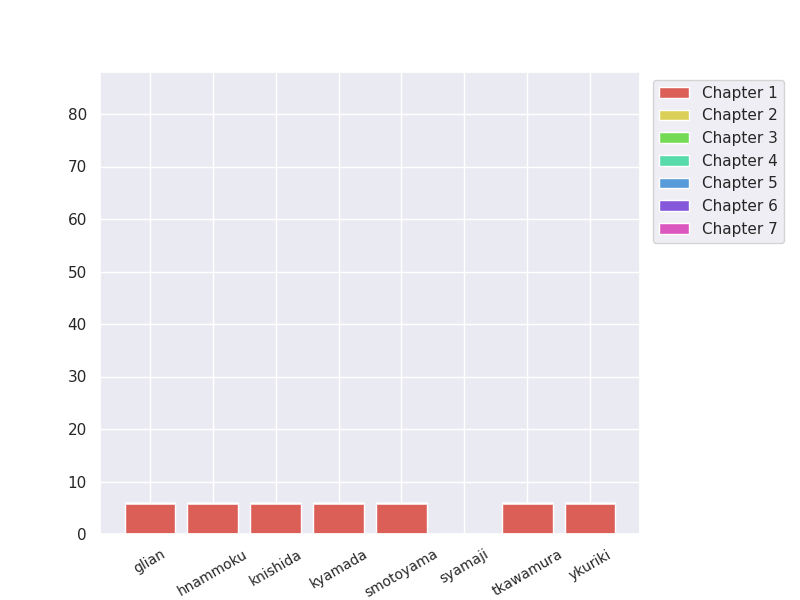 80
70
60
50
40
30
20
10
0
glian
hnammoku
knishida
kyamada
smotoyama
syamaji
tkawamura
ykuriki
Chapter 1
Chapter 2
Chapter 3
Chapter 4
Chapter 5
Chapter 6
Chapter 7